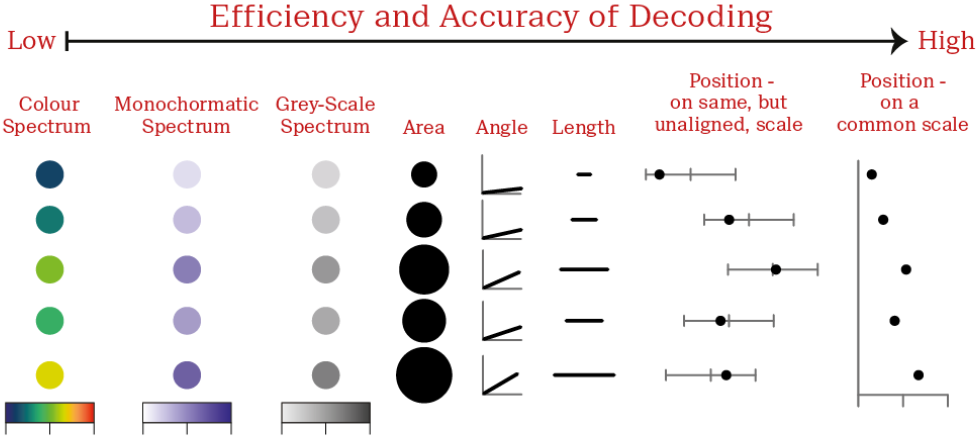 Efficiency and Accuracy of Decoding
Low
High
Colour
Spectrum
Monochormatic
Spectrum
Grey-Scale
Spectrum
Area
Angle
Length
Position -
on same, but
unaligned, scale
Position -
on a
common scale